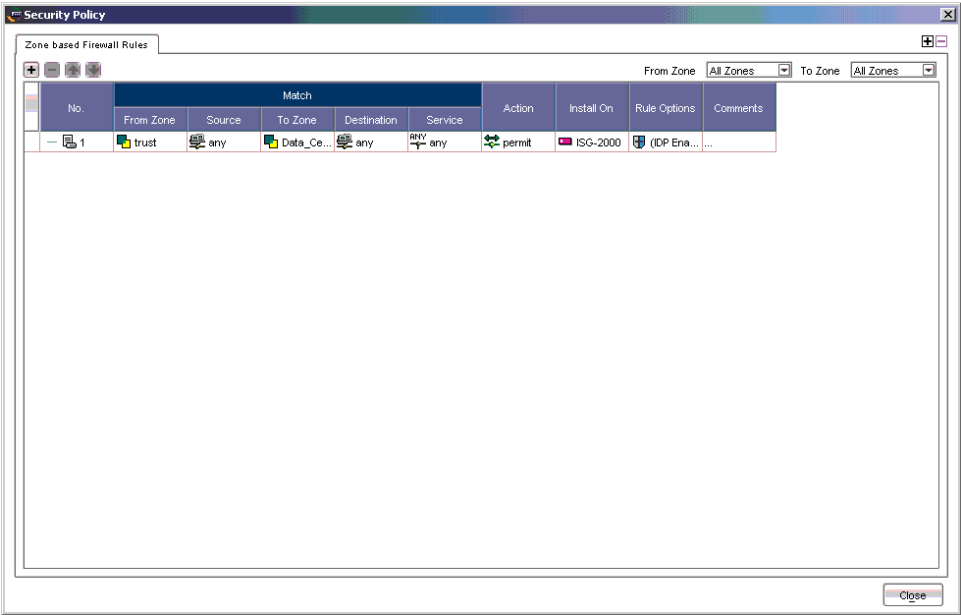 Security Policy
Zone based Firewall Rules
From Zone All Zones To Zone All Zones
No. Match Action Install On Rule Options Comments
From Zone Source To Zone Destination Service
1 trust any Data_Ce... any ANY any permit ISG-2000 (IDP Ena... ...
Close